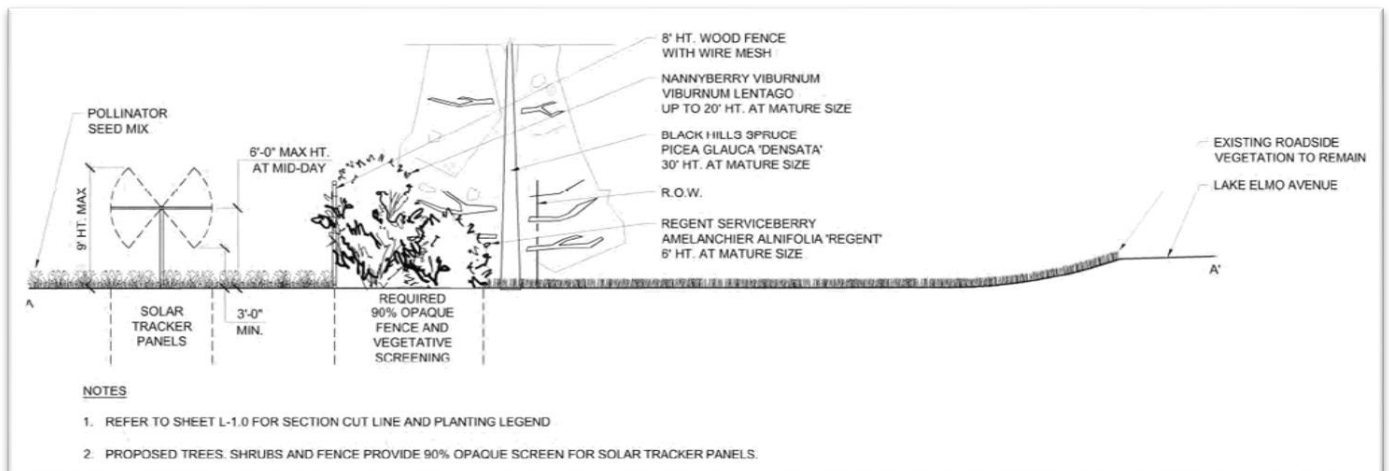 8' HT. WOOD FENCE
WITH WIRE MESH
NANNYBERRY VIBURNUM
VIBURNUM LENTAGO
UP TO 20' HT. AT MATURE SIZE
BLACK HILLS SPRUCE
PICEA GLAUCA 'DENSATA'
30' HT. AT MATURE SIZE
R.O.W.
REGENT SERVICEBERRY
AMELANCHIER ALNIFOLIA 'REGENT'
6' HT. AT MATURE SIZE
POLLINATOR
SEED MIX
6'-0" MAX HT.
AT MID-DAY
9' HT. MAX
EXISTING ROADSIDE
VEGETATION TO REMAIN
LAKE ELMO AVENUE
A
A'
SOLAR
TRACKER
PANELS
3'-0"
MIN.
REQUIRED
90% OPAQUE
FENCE AND
VEGETATIVE
SCREENING
NOTES
1. REFER TO SHEET L-1.0 FOR SECTION CUT LINE AND PLANTING LEGEND
2. PROPOSED TREES, SHRUBS AND FENCE PROVIDE 90% OPAQUE SCREEN FOR SOLAR TRACKER PANELS.